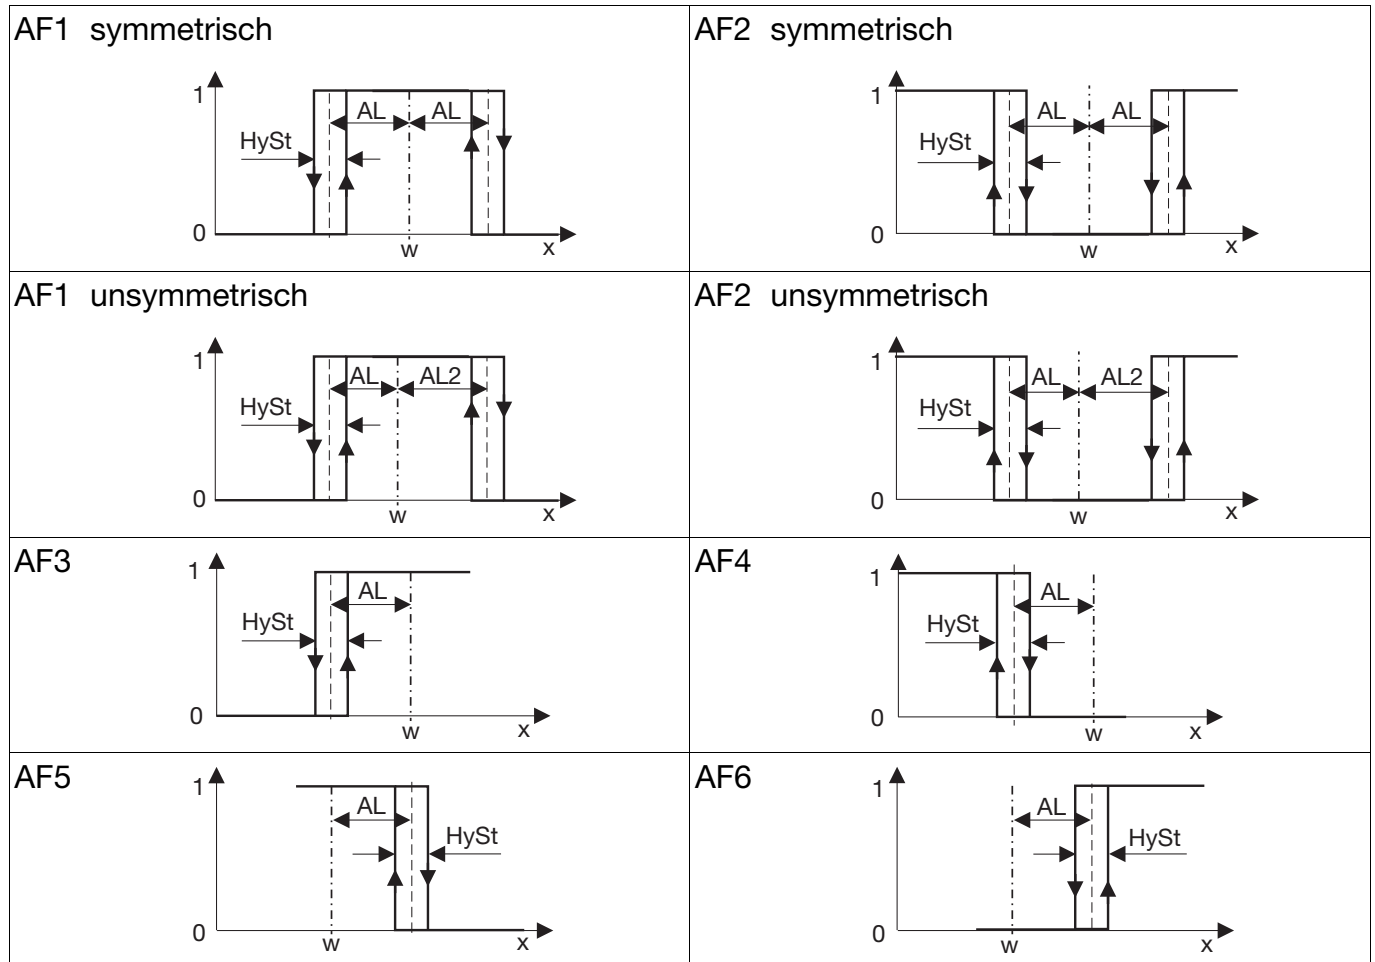 AF1 symmetrisch
1
AL AL
HySt
0
w
x
AF2 symmetrisch
1
AL AL
HySt
0
w
x
AF1 unsymmetrisch
1
AL AL2
HySt
0
w
x
AF2 unsymmetrisch
1
AL AL2
HySt
0
w
x
AF3
1
AL
HySt
0
w
x
AF4
1
AL
HySt
0
w
x
AF5
1
AL
HySt
0
w
x
AF6
1
AL
HySt
0
w
x